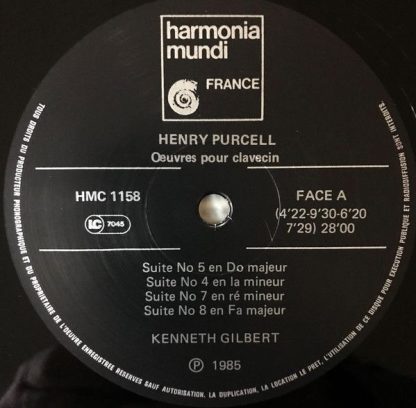 harmonia
mundi
FRANCE
HENRY PURCELL
Œuvres pour clavecin
HMC 1158
LC 7045
FACE A
(4'22-9'30-6'20
7'29) 28'00
Suite No 5 en Do majeur
Suite No 4 en la mineur
Suite No 7 en ré mineur
Suite No 8 en Fa majeur
KENNETH GILBERT
Ⓟ 1985
TOUS DROITS DU PRODUCTEUR PHONOGRAPHIQUE ET DU PROPRIETAIRE DE L'ŒUVRE ENREGISTREE RESERVES SAUF AUTORISATION, LA DUPLICATION, LA LOCATION, LE PRET, L'UTILISATION DE CE DISQUE POUR EXECUTION PUBLIQUE ET RADIODIFFUSION SONT INTERDITS.